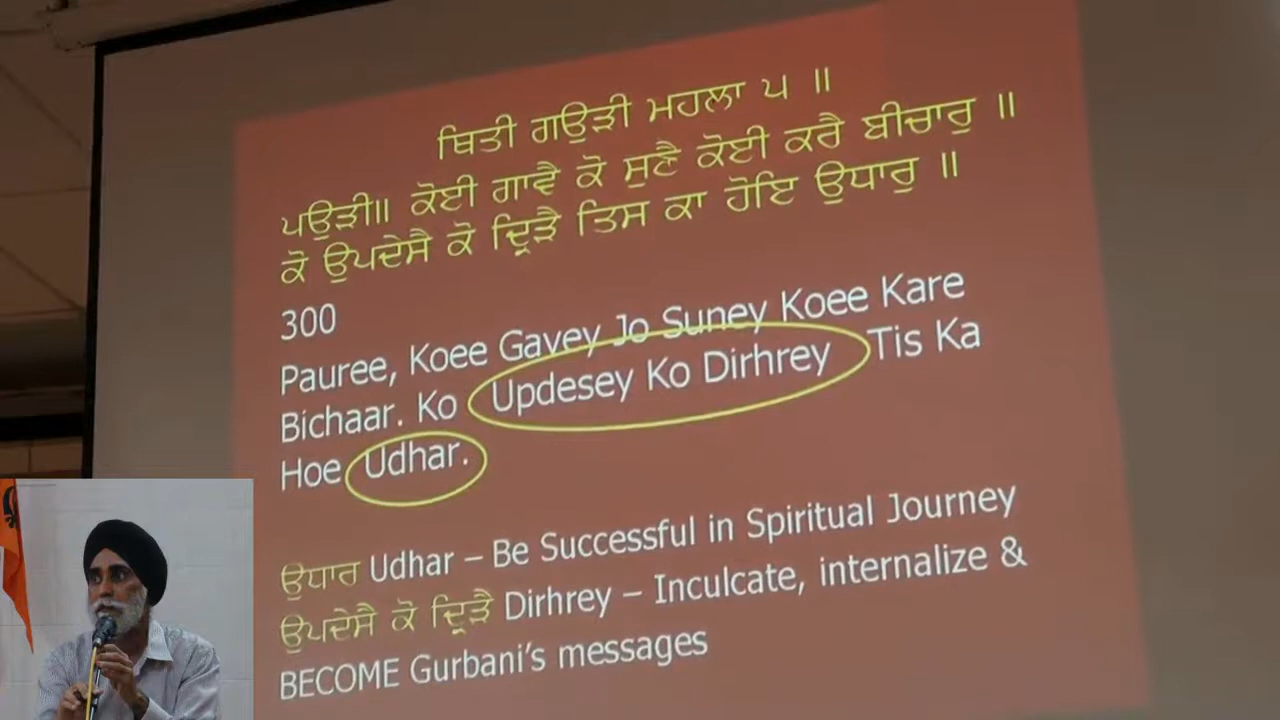 ਥਿਤੀ ਗਉੜੀ ਮਹਲਾ ੫ ॥
ਪਉੜੀ॥ ਕੋਈ ਗਾਵੈ ਕੋ ਸੁਣੈ ਕੋਈ ਕਰੈ ਬੀਚਾਰੁ ॥
ਕੋ ਉਪਦੇਸੈ ਕੋ ਦ੍ਰਿੜੈ ਤਿਸ ਕਾ ਹੋਇ ਉਧਾਰੁ ॥
300
Pauree, Koee Gavey Jo Suney Koee Kare
Bichaar. Ko Updesey Ko Dirhrey Tis Ka
Hoe Udhar.
ਉਧਾਰ Udhar – Be Successful in Spiritual Journey
ਉਪਦੇਸੈ ਕੋ ਦ੍ਰਿੜੈ Dirhrey – Inculcate, internalize &
BECOME Gurbani's messages